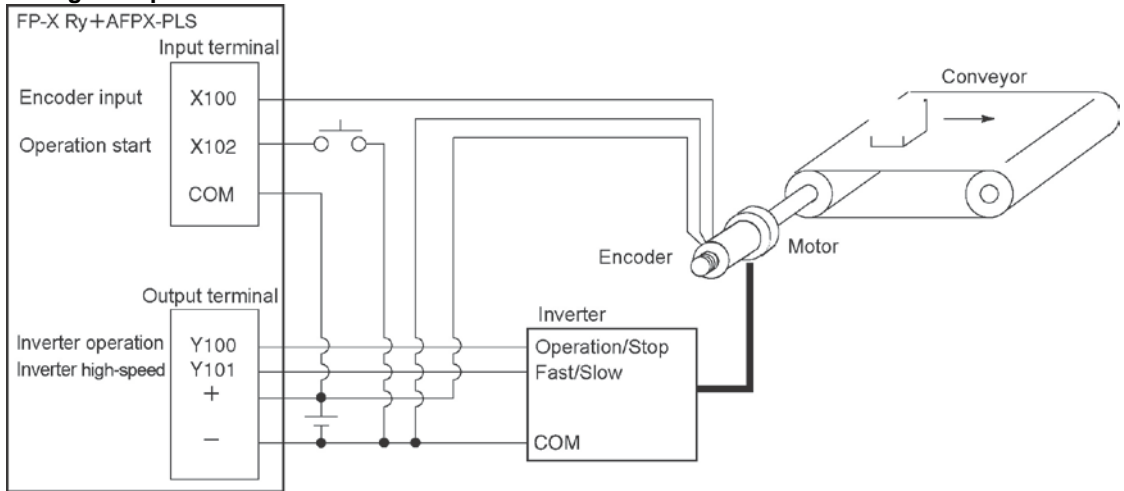 FP-X Ry+AFPX-PLS
Input terminal
Encoder input X100
Operation start X102
COM
Output terminal
Inverter operation Y100
Inverter high-speed Y101
+
−
Conveyor
Encoder
Motor
Inverter
Operation/Stop
Fast/Slow
COM